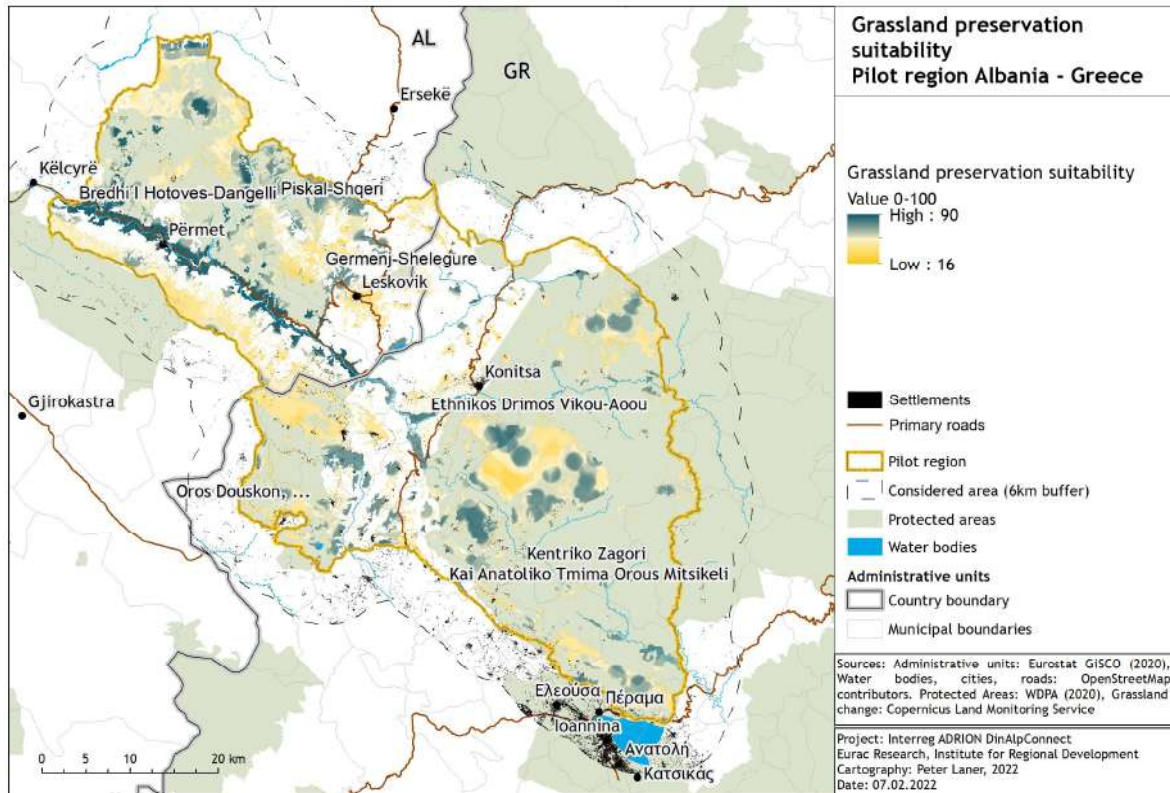 Grassland preservation
suitability
Pilot region Albania - Greece
Grassland preservation suitability
Value 0-100
High : 90
Low : 16
Settlements
Primary roads
Pilot region
Considered area (6km buffer)
Protected areas
Water bodies
Administrative units
Country boundary
Municipal boundaries
Sources: Administrative units: Eurostat GISCO (2020),
Water bodies, cities, roads: OpenStreetMap
contributors. Protected Areas: WDPA (2020), Grassland
change: Copernicus Land Monitoring Service
Project: Interreg ADRION DinAlpConnect
Eurac Research, Institute for Regional Development
Cartography: Peter Laner, 2022
Date: 07.02.2022
AL
GR
Ersekë
Këlcyrë
Bredhi I Hotoves-Dangelli
Piskal-Shqeri
Përmet
Germenj-Shelegure
Leskovik
Konitsa
Gjirokastra
Ethnikos Drimos Vikou-Aoou
Oros Douskon, ...
Kentriko Zagori
Kai Anatoliko Tmima Orous Mitsikeli
Ελεούσα
Πέραμα
Ioannina
Ανατολή
Κατσικάς
0 5 10 20 km